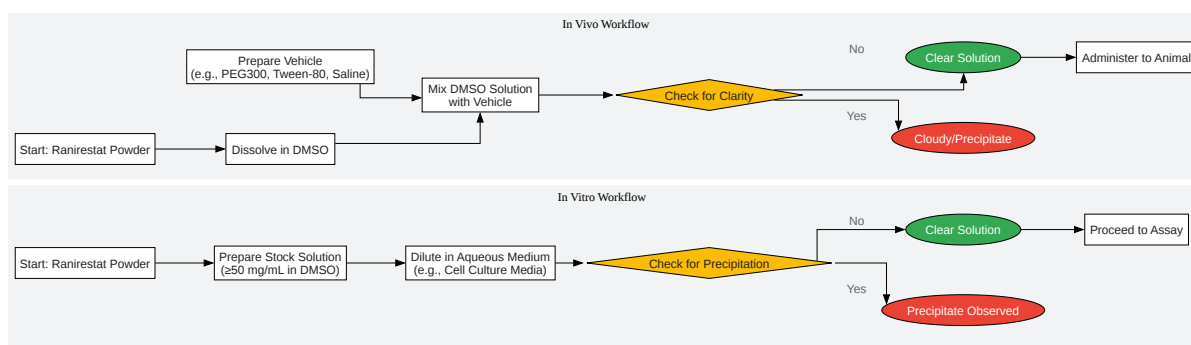 In Vivo Workflow
Prepare Vehicle
(e.g., PEG300, Tween-80, Saline)
No
Clear Solution
Administer to Animal
Mix DMSO Solution
with Vehicle
Check for Clarity
Yes
Start: Ranirestat Powder
Dissolve in DMSO
Cloudy/Precipitate
In Vitro Workflow
No
Clear Solution
Proceed to Assay
Start: Ranirestat Powder
Prepare Stock Solution
(≥50 mg/mL in DMSO)
Dilute in Aqueous Medium
(e.g., Cell Culture Media)
Check for Precipitation
Yes
Precipitate Observed